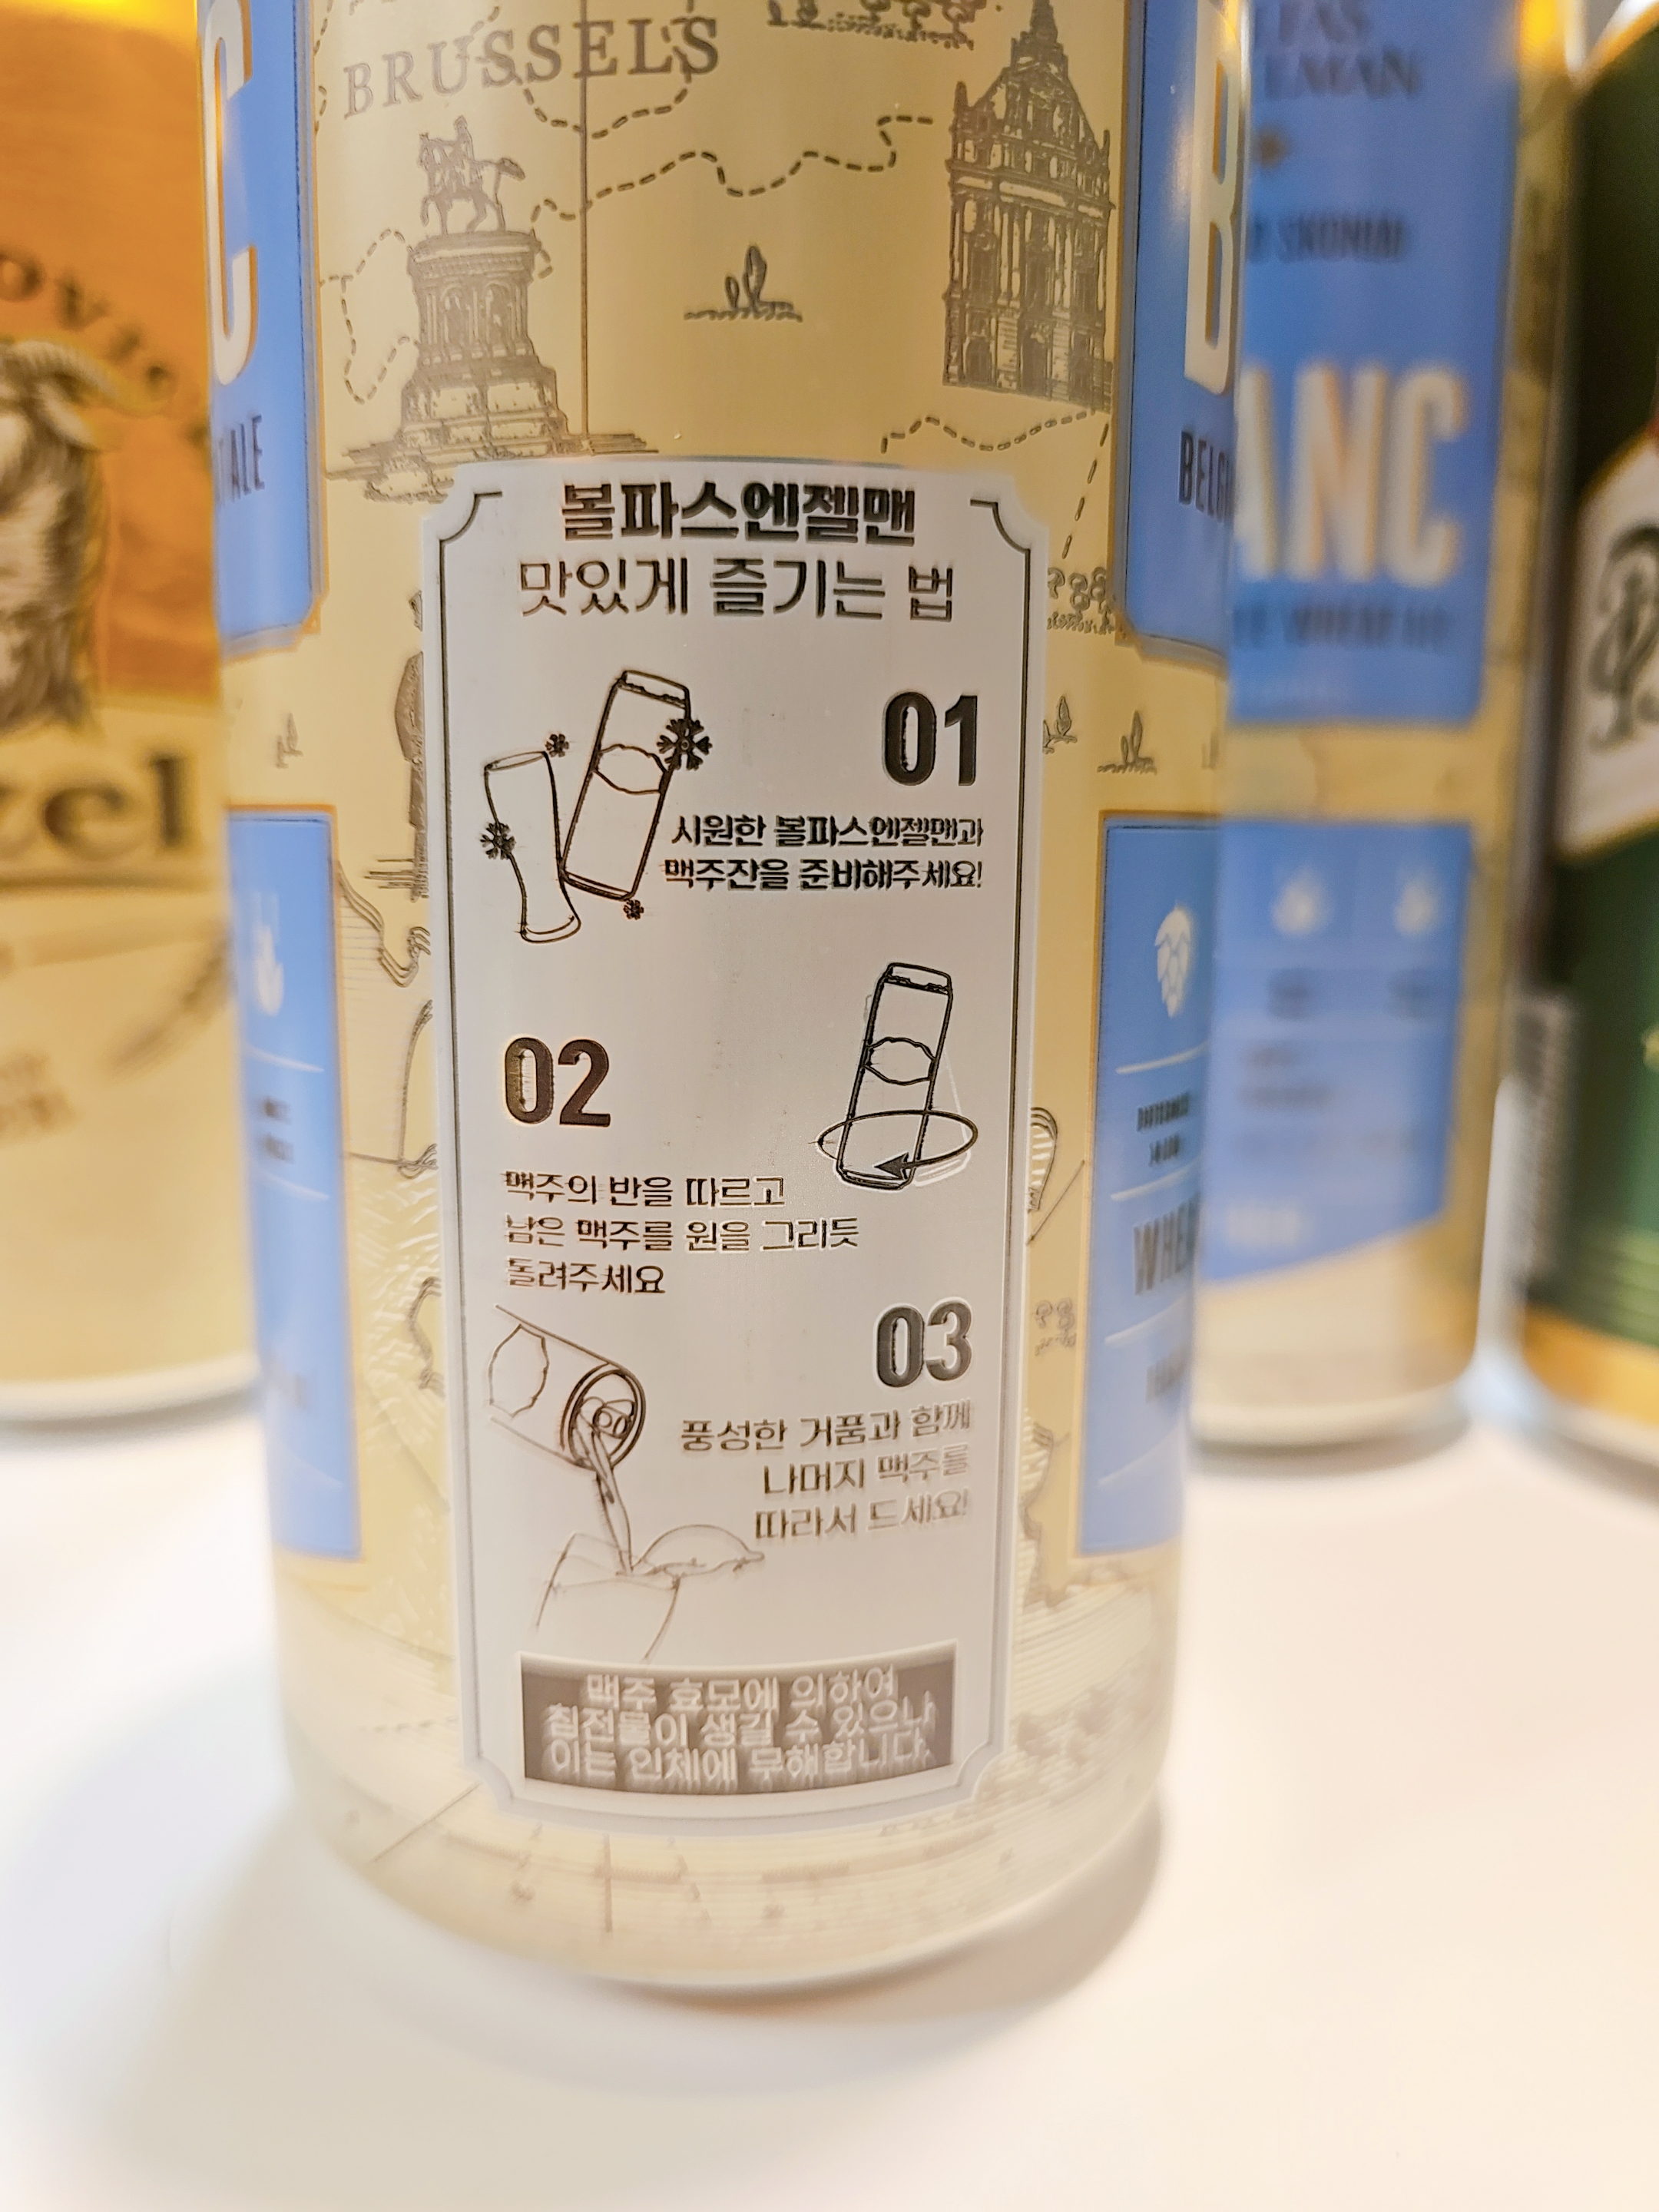 BRUSSELS
C
ALE
볼파스엔젤맨
맛있게 즐기는 법
01
시원한 볼파스엔젤맨과
맥주잔을 준비해주세요!
02
맥주의 반을 따르고
남은 맥주를 원을 그리듯
돌려주세요
03
풍성한 거품과 함께
나머지 맥주를
따라서 드세요!
맥주 효모에 의하여
침전물이 생길 수 있으나
이는 인체에 무해합니다.
B
BELG
WHE
ANC
zel